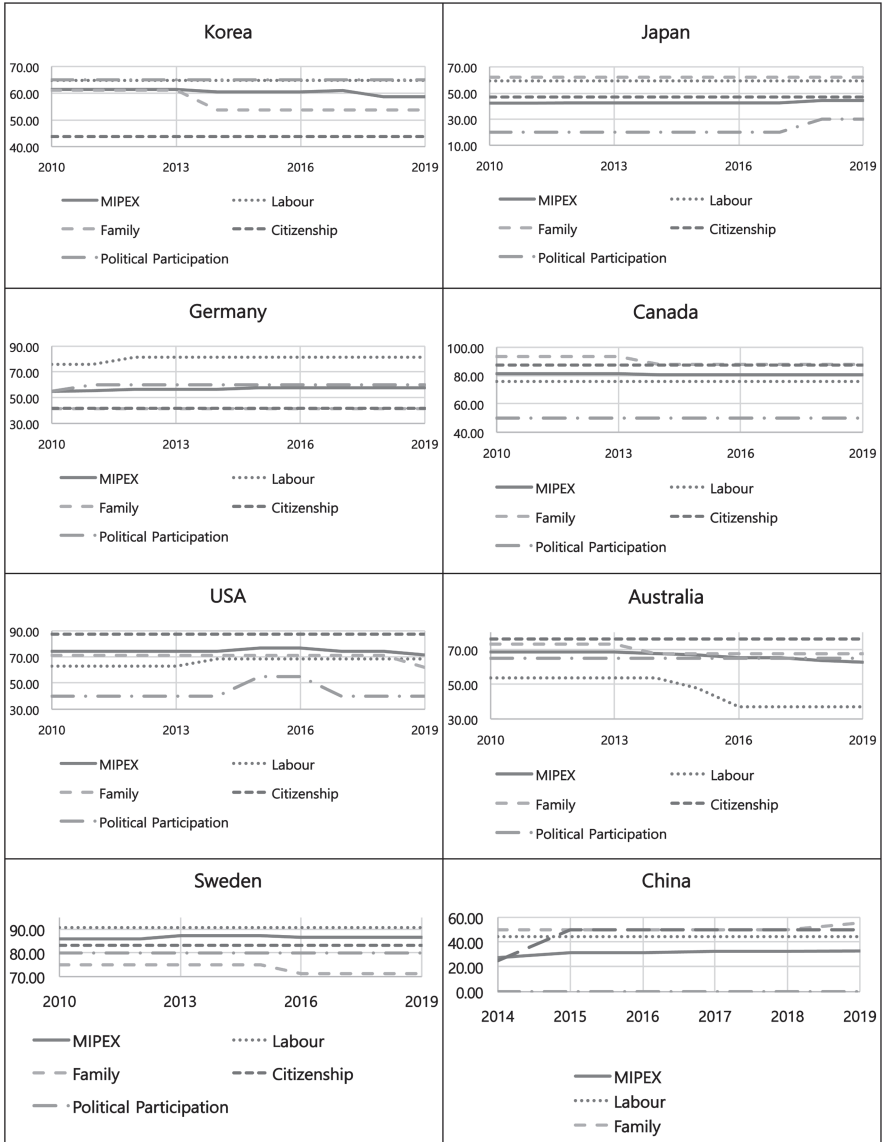 Korea
70.00
60.00
50.00
40.00
2010 2013 2016 2019
MIPEX Labour
Family Citizenship
Political Participation
Japan
70.00
50.00
30.00
10.00
2010 2013 2016 2019
MIPEX Labour
Family Citizenship
Political Participation
Germany
90.00
70.00
50.00
30.00
2010 2013 2016 2019
MIPEX Labour
Family Citizenship
Political Participation
Canada
100.00
80.00
60.00
40.00
2010 2013 2016 2019
MIPEX Labour
Family Citizenship
Political Participation
USA
90.00
70.00
50.00
30.00
2010 2013 2016 2019
MIPEX Labour
Family Citizenship
Political Participation
Australia
70.00
50.00
30.00
2010 2013 2016 2019
MIPEX Labour
Family Citizenship
Political Participation
Sweden
90.00
80.00
70.00
2010 2013 2016 2019
MIPEX Labour
Family Citizenship
Political Participation
China
60.00
40.00
20.00
0.00
2014 2015 2016 2017 2018 2019
MIPEX
Labour
Family